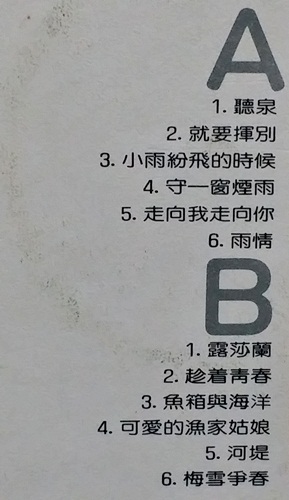 A
1. 聽泉
2. 就要揮別
3. 小雨紛飛的時候
4. 守一窗煙雨
5. 走向我走向你
6. 雨情
B
1. 露莎蘭
2. 趁着青春
3. 魚箱與海洋
4. 可愛的漁家姑娘
5. 河堤
6. 梅雪爭春